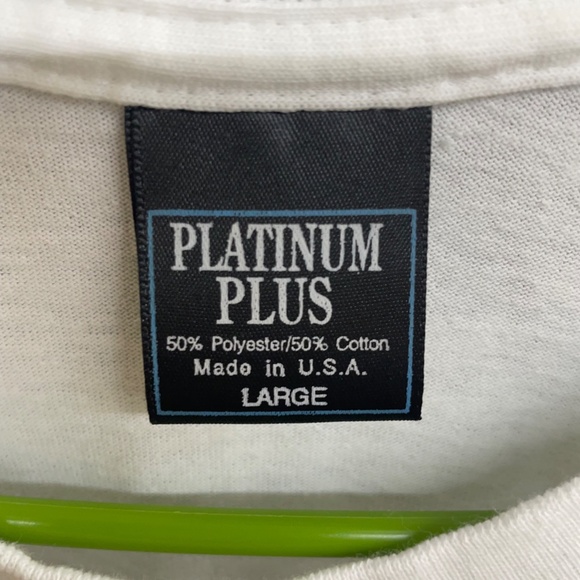 PLATINUM
PLUS
50% Polyester/50% Cotton
Made in U.S.A.
LARGE